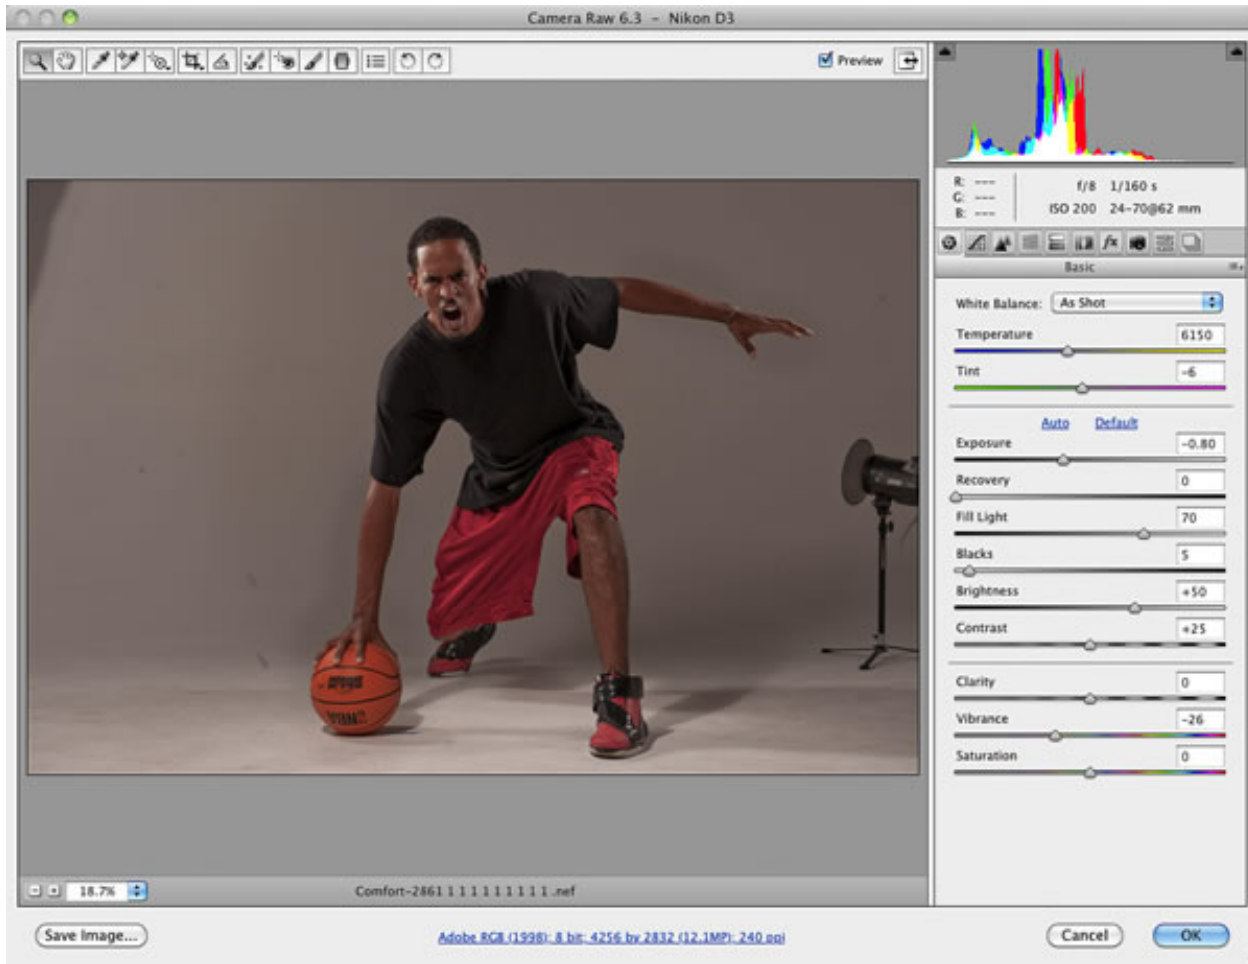 Camera Raw 6.3 - Nikon D3
Preview
R: ---
G: ---
B: ---
f/8 1/160 s
ISO 200 24-70@62 mm
Basic
White Balance: As Shot
Temperature 6150
Tint -6
Auto Default
Exposure -0.80
Recovery 0
Fill Light 70
Blacks 5
Brightness +50
Contrast +25
Clarity 0
Vibrance -26
Saturation 0
18.7%
Comfort-2861 1 1 1 1 1 1 1 1 1 .nef
Save Image...
Adobe RGB (1998); 8 bit; 4256 by 2832 (12.1MP); 240 ppi
Cancel
OK